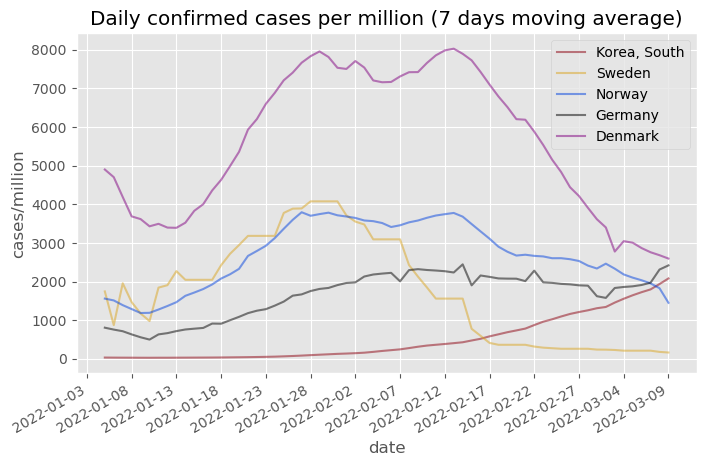 Daily confirmed cases per million (7 days moving average)
8000
7000
6000
5000
4000
3000
2000
1000
0
cases/million
Korea, South
Sweden
Norway
Germany
Denmark
2022-01-03
2022-01-08
2022-01-13
2022-01-18
2022-01-23
2022-01-28
2022-02-02
2022-02-07
2022-02-12
2022-02-17
2022-02-22
2022-02-27
2022-03-04
2022-03-09
date